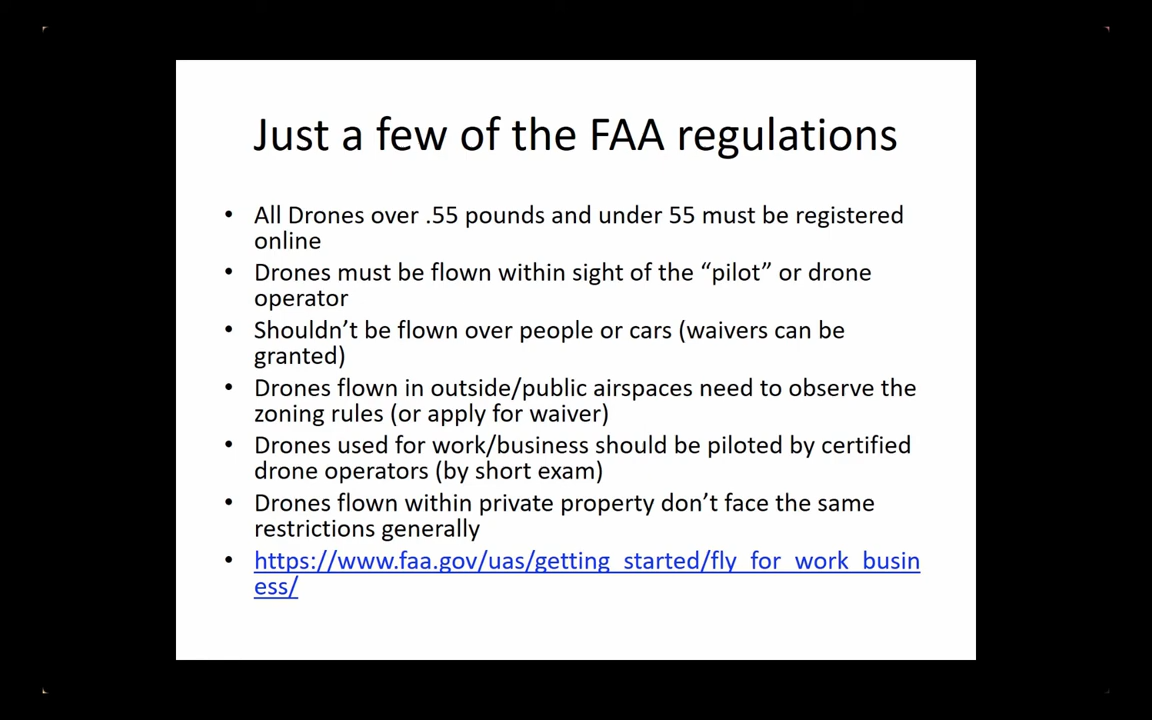 Just a few of the FAA regulations
• All Drones over .55 pounds and under 55 must be registered
online
• Drones must be flown within sight of the “pilot” or drone
operator
• Shouldn’t be flown over people or cars (waivers can be
granted)
• Drones flown in outside/public airspaces need to observe the
zoning rules (or apply for waiver)
• Drones used for work/business should be piloted by certified
drone operators (by short exam)
• Drones flown within private property don’t face the same
restrictions generally
• https://www.faa.gov/uas/getting_started/fly_for_work_busin
ess/